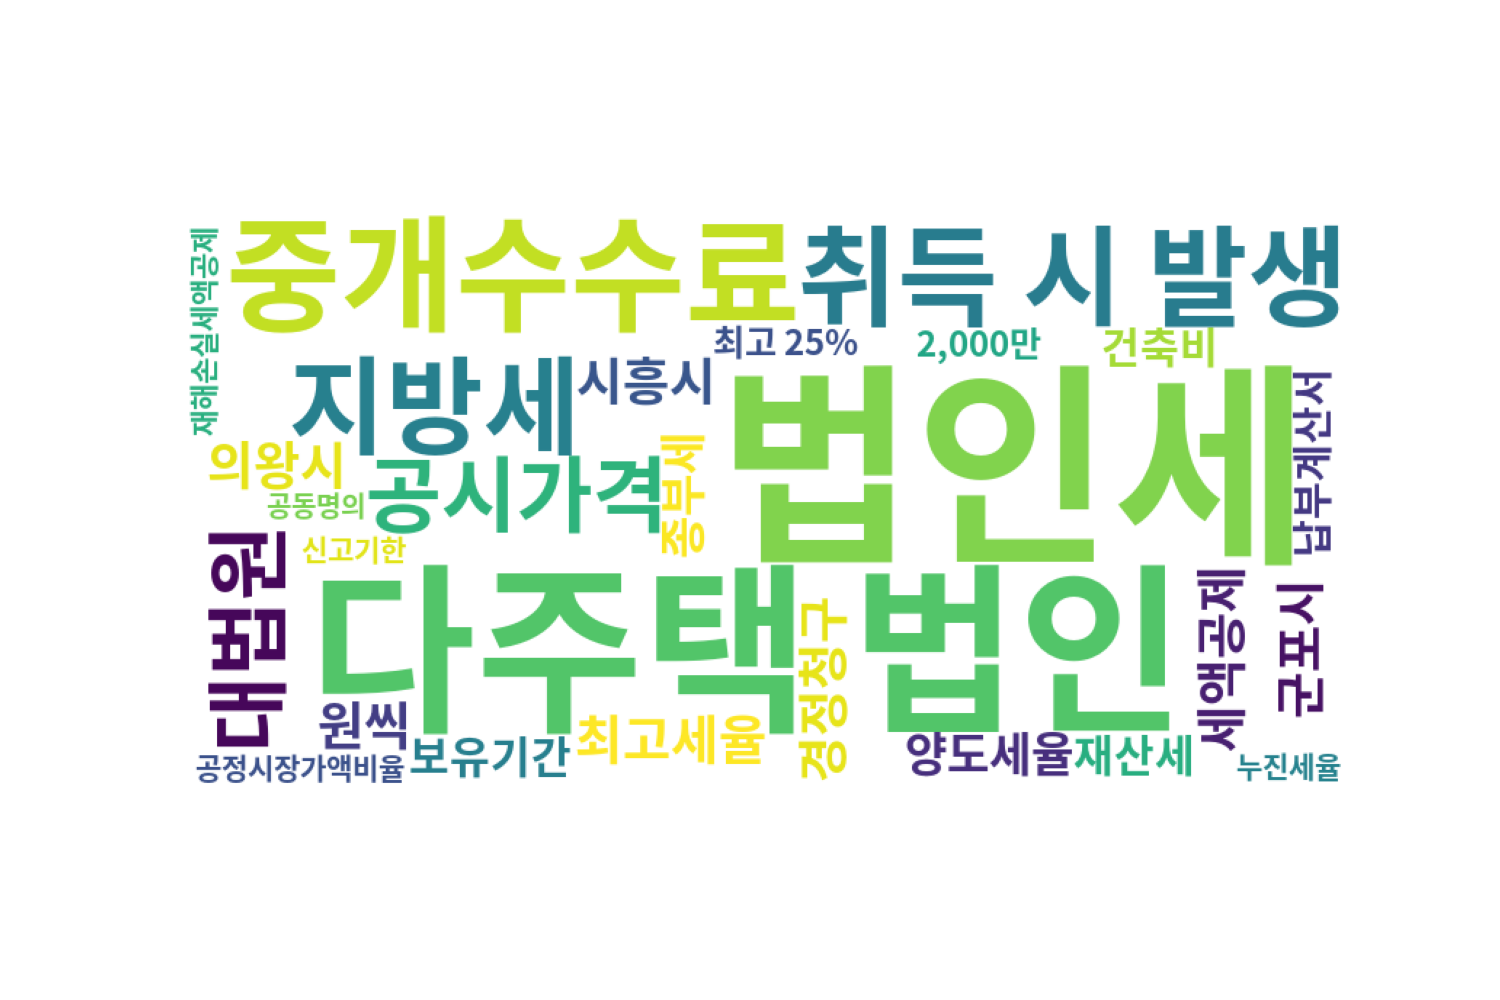 재해손실세액공제
중개수수료
취득 시 발생
최고 25%
2,000만
건축비
지방세
시흥시
법인세
납부계산서
의왕시
공시가격
종부세
공동명의
신고기한
대법원
다주택 법인
경정청구
세액공제
군포시
원씩
보유기간
최고세율
양도세율
재산세
공정시장가액비율
누진세율